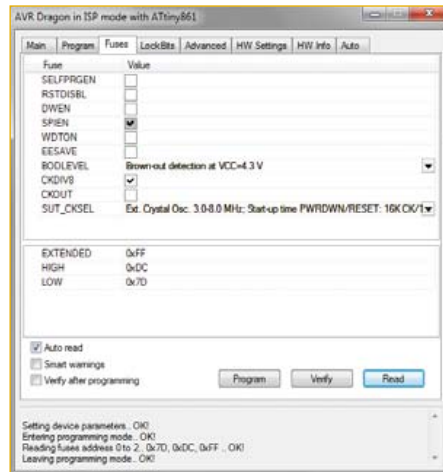 AVR Dragon in ISP mode with ATtiny861
Main Program Fuses LockBits Advanced HW Settings HW Info Auto
Fuse Value
SELFPRGEN
RSTDISBL
DWEN
SPIEN
WDTON
EESAVE
BODLEVEL Brown-out detection at VCC=4.3 V
CKDIV8
CKOUT
SUT_CKSEL Ext. Crystal Osc. 3.0-8.0 MHz; Start-up time PWRDWN/RESET: 16K CK/1
EXTENDED 0xFF
HIGH 0xDC
LOW 0x7D
Auto read
Smart warnings
Verify after programming
Program Verify Read
Setting device parameters.. OK!
Entering programming mode.. OK!
Reading fuses address 0 to 2.. 0x7D, 0xDC, 0xFF .. OK!
Leaving programming mode.. OK!